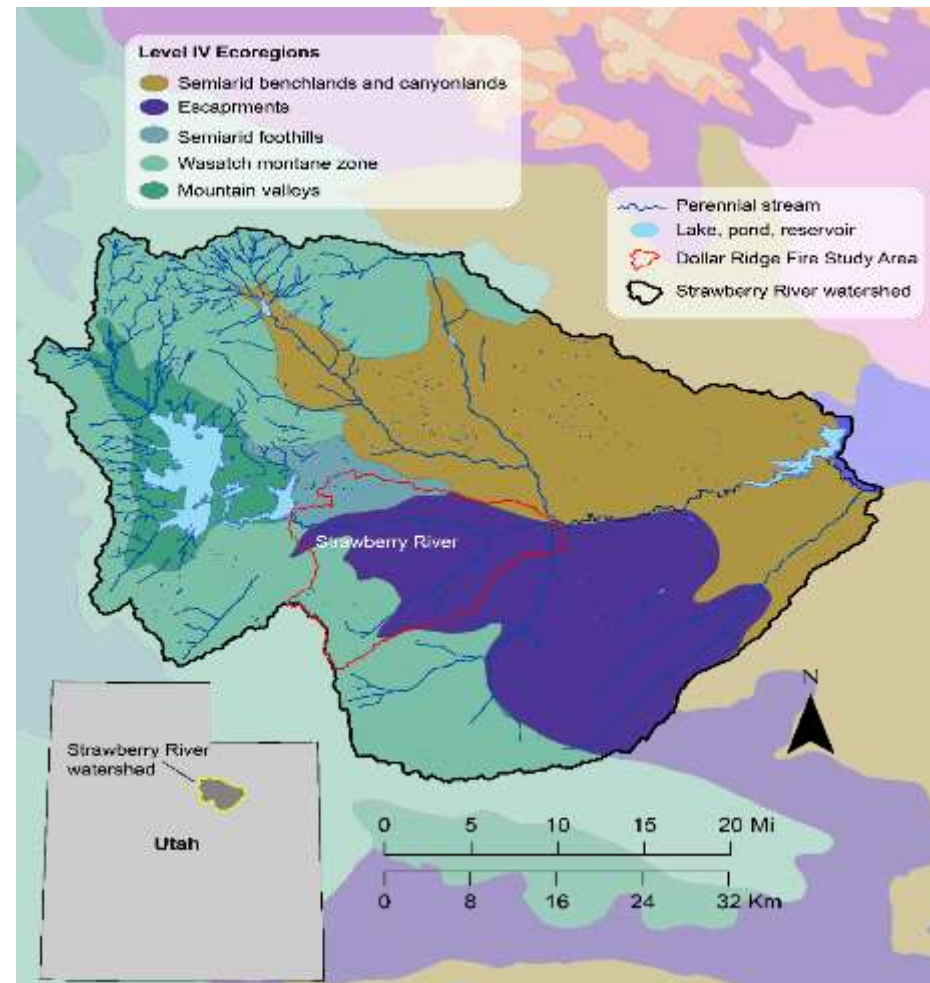 Level IV Ecoregions
Semiarid benchlands and canyonlands
Escaprments
Semiarid foothills
Wasatch montane zone
Mountain valleys
Perennial stream
Lake, pond, reservoir
Dollar Ridge Fire Study Area
Strawberry River watershed
Strawberry River
N
Strawberry River
watershed
Utah
0 5 10 15 20 Mi
0 8 16 24 32 Km